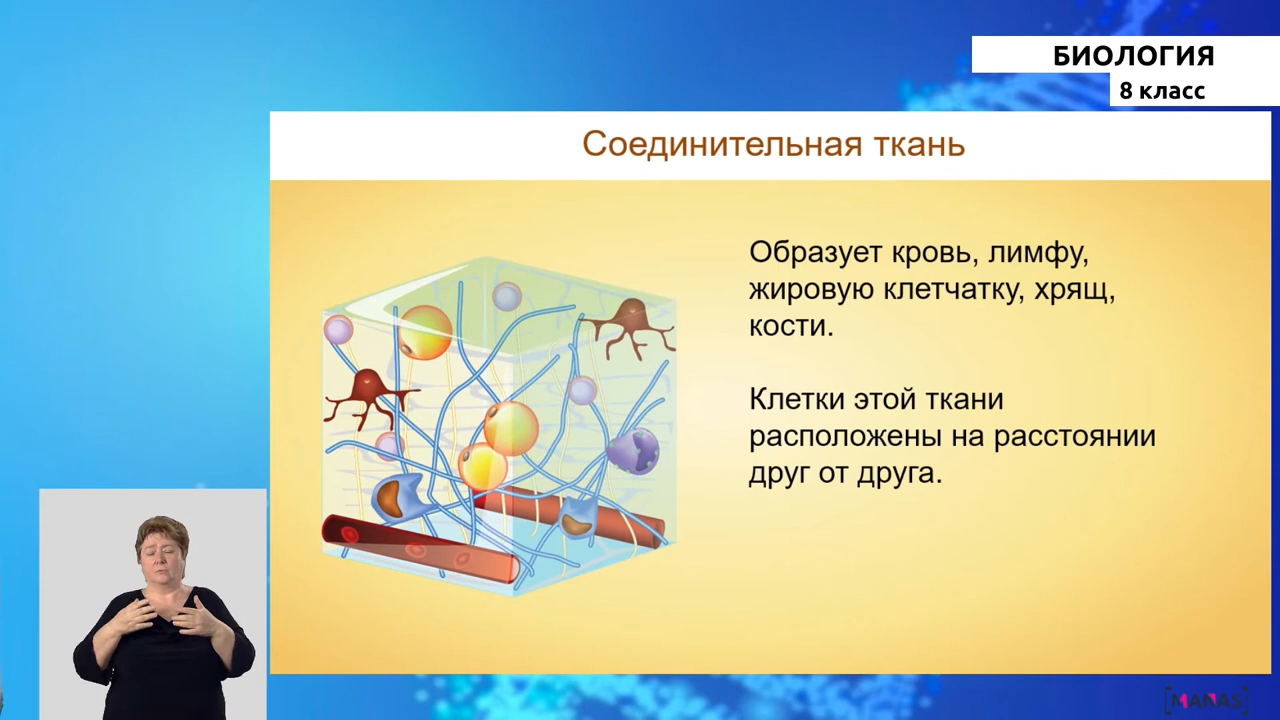 БИОЛОГИЯ
8 класс
Соединительная ткань
Образует кровь, лимфу,
жировую клетчатку, хрящ,
кости.
Клетки этой ткани
расположены на расстоянии
друг от друга.
MANAS